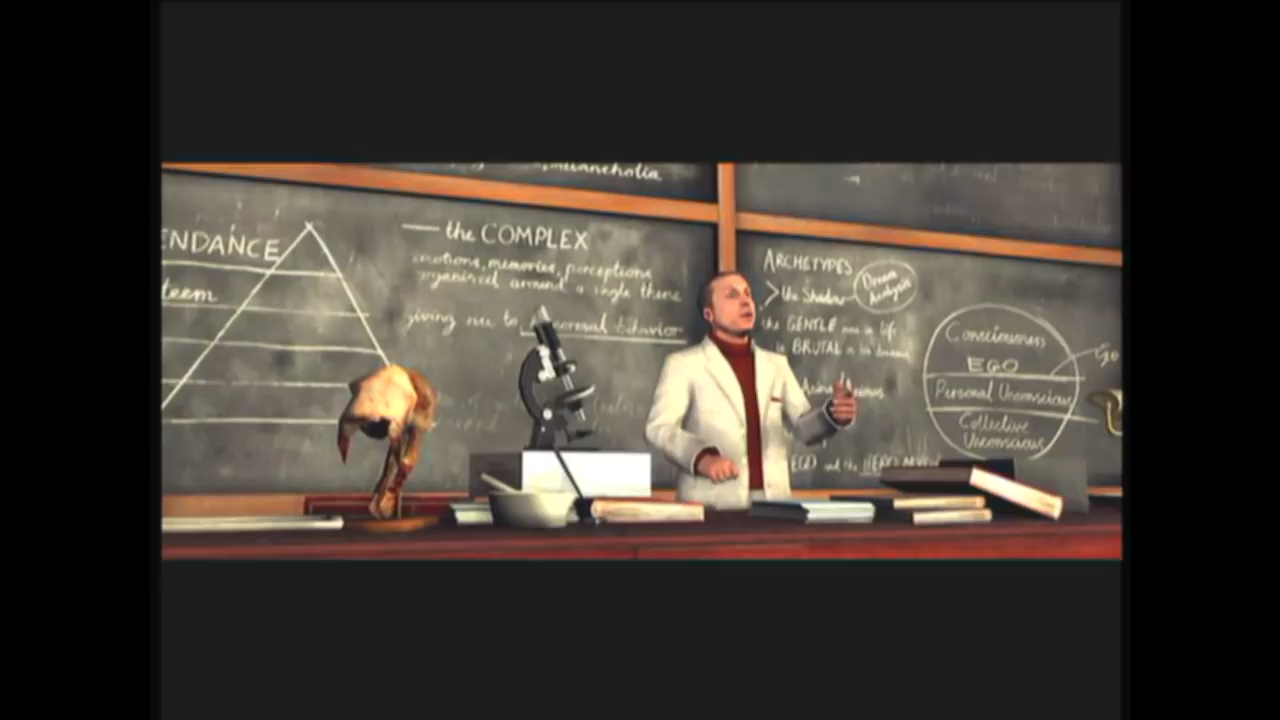 melancholia
ENDANCE
teem
the COMPLEX
emotions, memories, perceptions
organised around a single theme
giving rise to abnormal behavior
ARCHETYPES
the Shadow
Dream
Analysis
the GENTLE man in life
is BRUTAL in his
EGO and the HERO
Consciousness
EGO
Personal Unconscious
Collective
Unconscious